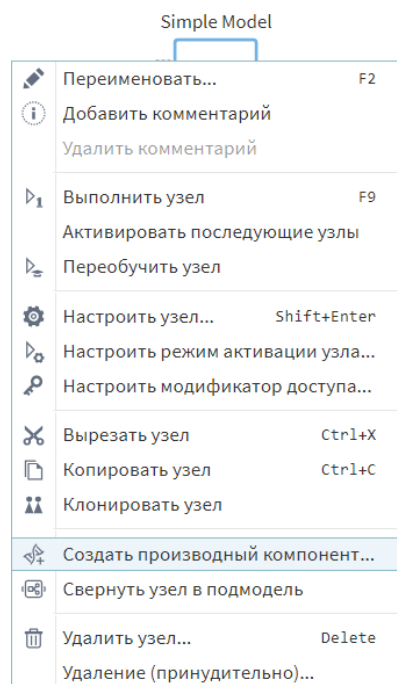 Simple Model
Переименовать... F2
Добавить комментарий
Удалить комментарий
Выполнить узел F9
Активировать последующие узлы
Переобучить узел
Настроить узел... Shift+Enter
Настроить режим активации узла...
Настроить модификатор доступа...
Вырезать узел Ctrl+X
Копировать узел Ctrl+C
Клонировать узел
Создать производный компонент...
Свернуть узел в подмодель
Удалить узел... Delete
Удаление (принудительно)...